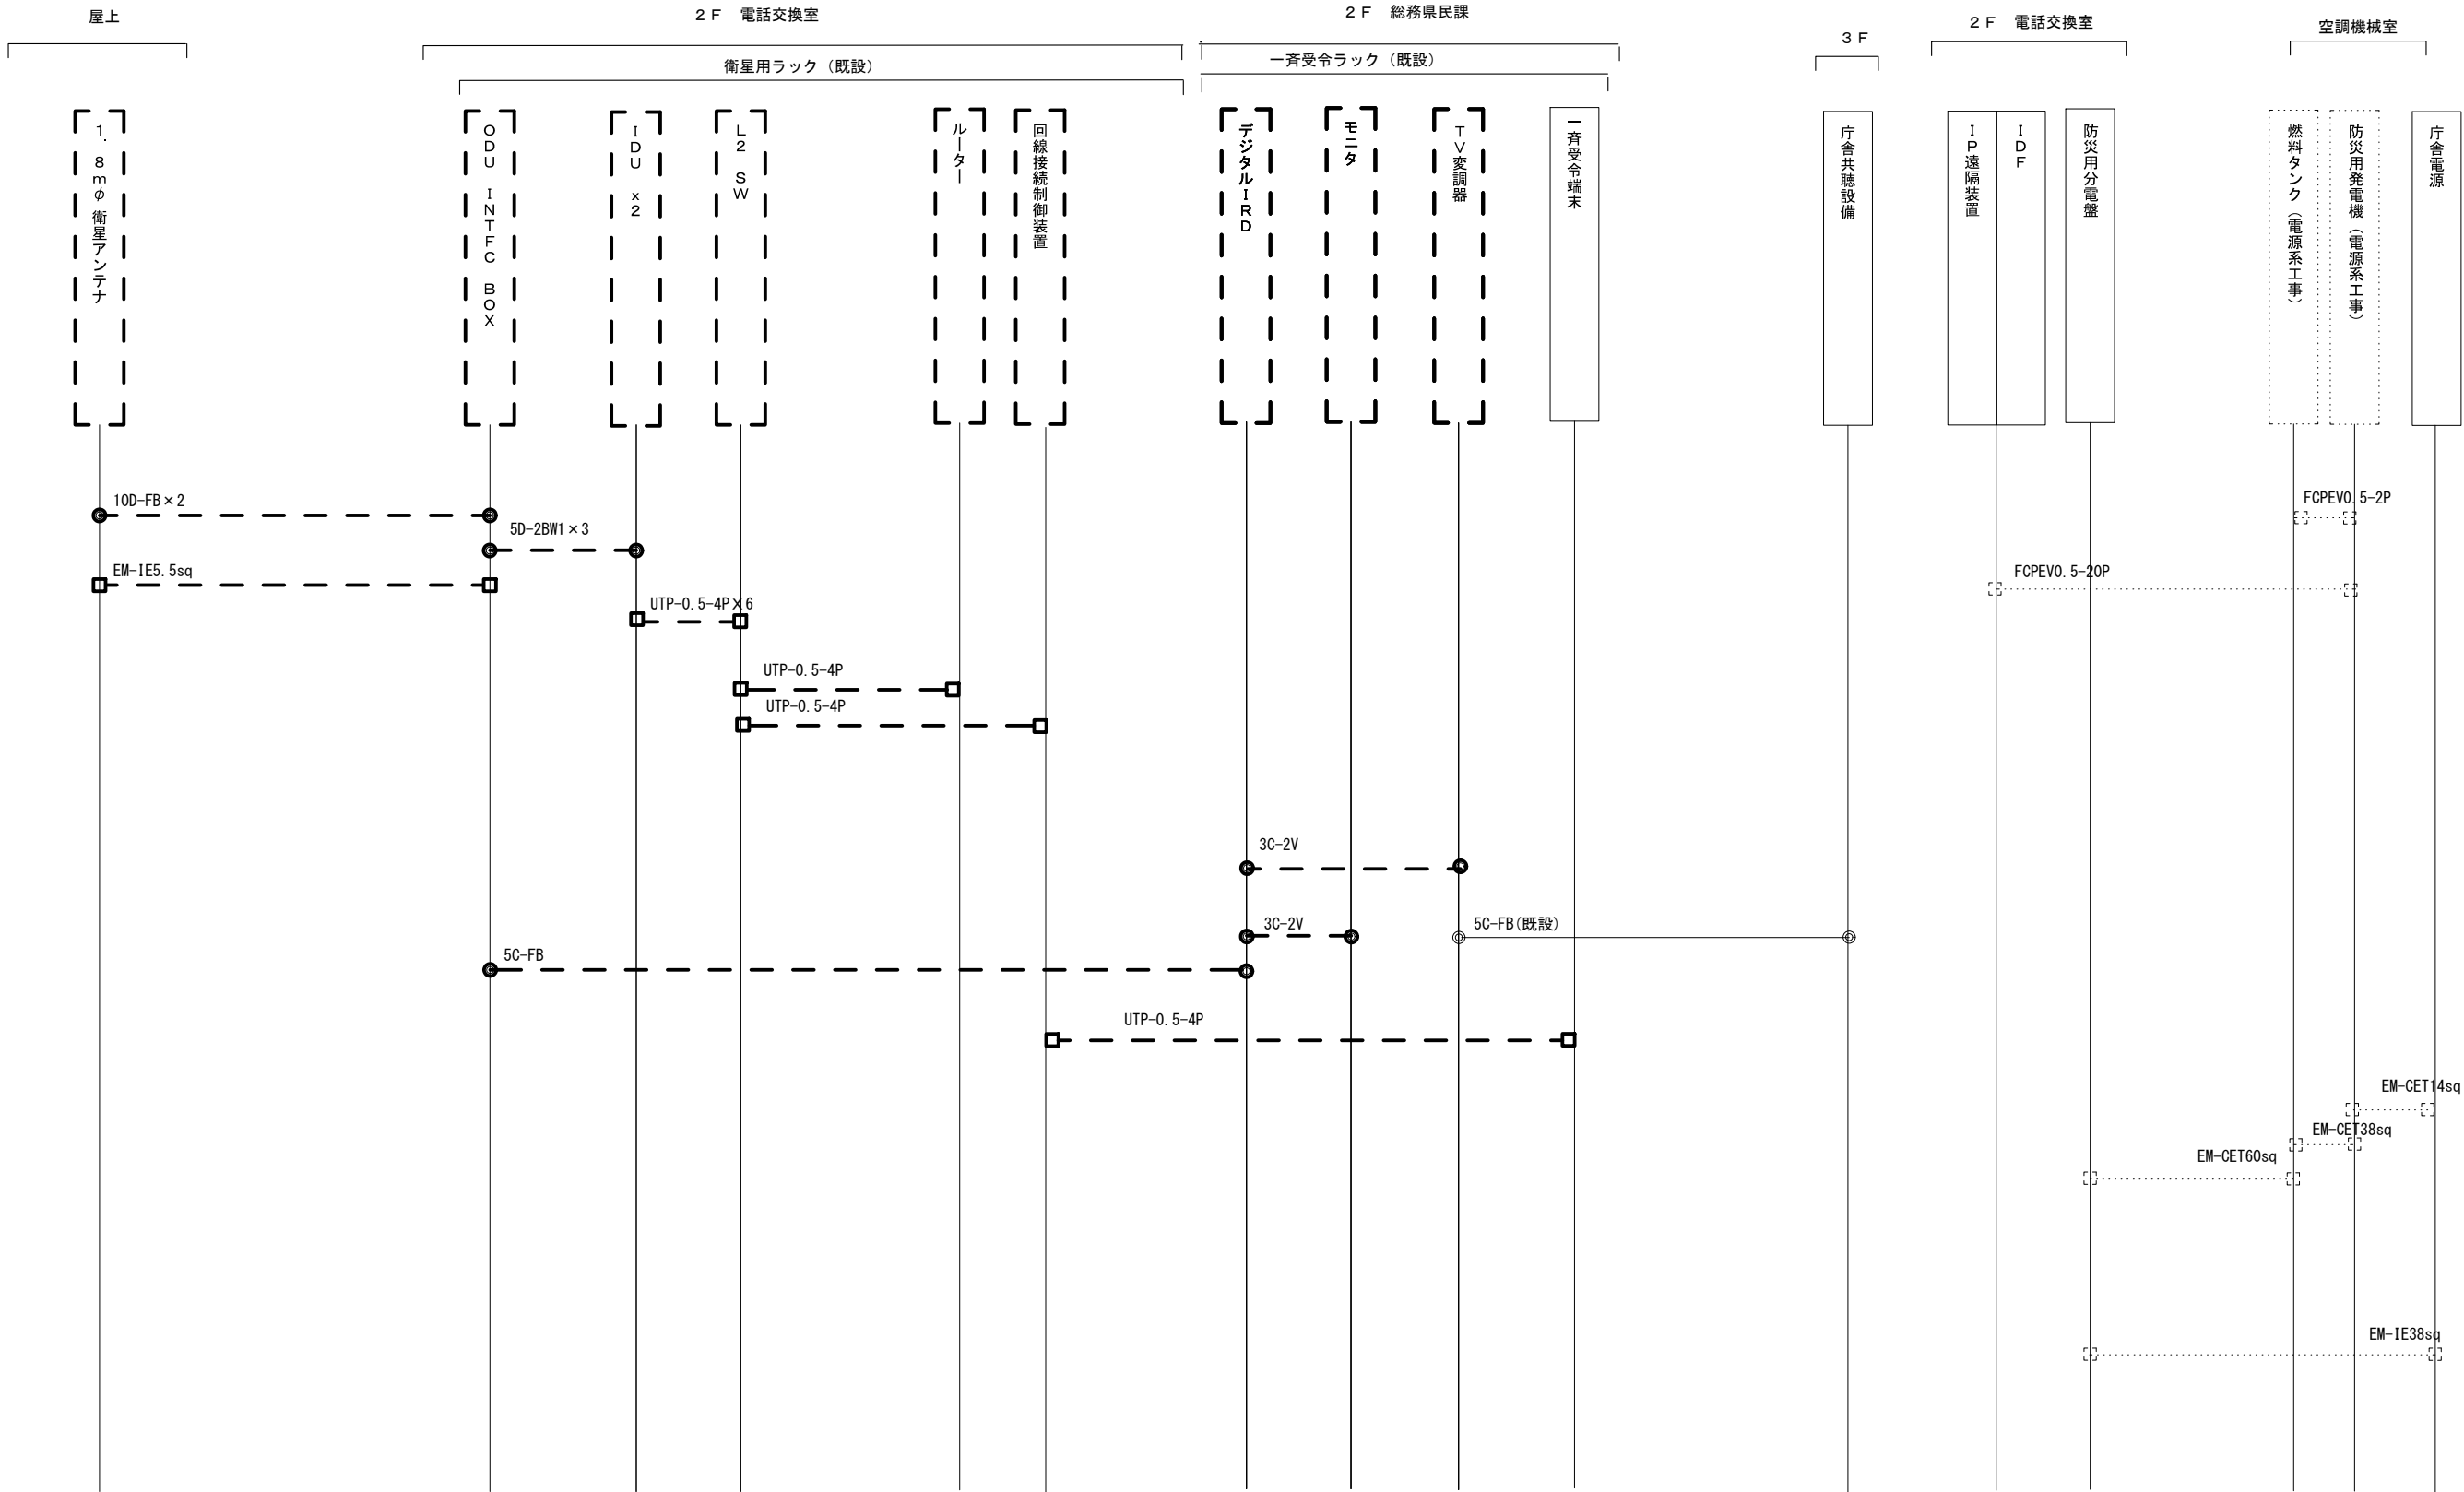 屋上
２Ｆ　電話交換室
２Ｆ　総務県民課
３Ｆ
２Ｆ　電話交換室
空調機械室
衛星用ラック（既設）
一斉受令ラック（既設）
１．８ｍφ 衛星アンテナ
ＯＤＵ　ＩＮＴＦＣ　ＢＯＸ
ＩＤＵ　ｘ２
Ｌ２　ＳＷ
ルーター
回線接続制御装置
デジタルＩＲＤ
モニタ
ＴＶ変調器
一斉受令端末
庁舎共聴設備
ＩＰ遠隔装置
ＩＤＦ
防災用分電盤
燃料タンク（電源系工事）
防災用発電機（電源系工事）
庁舎電源
10D-FB×2
FCPEV0.5-2P
5D-2BW1×3
EM-IE5.5sq
FCPEV0.5-20P
UTP-0.5-4P×6
UTP-0.5-4P
UTP-0.5-4P
3C-2V
3C-2V
5C-FB(既設)
5C-FB
UTP-0.5-4P
EM-CET14sq
EM-CET38sq
EM-CET60sq
EM-IE38sq